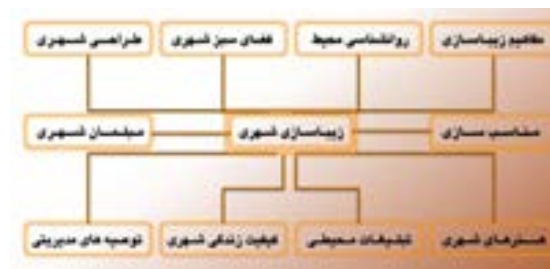 مفاهیم زیباسازی
روانشناسی محیط
فضای سبز شهری
طراحی شهری
مناسب سازی
زیباسازی شهری
مبلمان شهری
هنرهای شهری
تبلیغات محیطی
کیفیت زندگی شهری
توصیه های مدیریتی